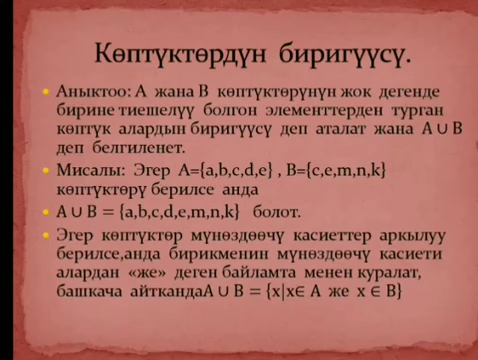 Көптүктөрдүн биригүүсү.
Аныктоо: А жана В көптүктөрүнүн жок дегенде
бирине тиешелүү болгон элементтерден турган
көптүк алардын биригүүсү деп аталат жана A ∪ B
деп белгиленет.
Мисалы: Эгер A={a,b,c,d,e} , B={c,e,m,n,k}
көптүктөрү берилсе анда
A ∪ B = {a,b,c,d,e,m,n,k} болот.
Эгер көптүктөр мүнөздөөчү касиеттер аркылуу
берилсе,анда бирикменин мүнөздөөчү касиети
алардан «же» деген байламта менен куралат,
башкача айткандаA ∪ B = {x|x∈ A же x ∈ B}